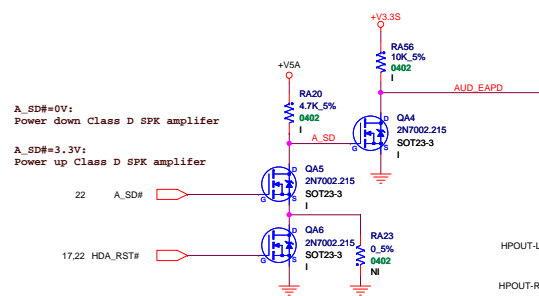 +V3.3S
RA56
10K_5%
0402
I
+V5A
AUD_EAPD
RA20
4.7K_5%
0402
I
A_SD#=0V:
Power down Class D SPK amplifer
QA4
2N7002.215
SOT23-3
I
A_SD
D
G
S
A_SD#=3.3V:
Power up Class D SPK amplifer
QA5
2N7002.215
SOT23-3
I
D
G
S
22 A_SD#
QA6
2N7002.215
SOT23-3
I
D
G
S
RA23
0_5%
0402
NI
17,22 HDA_RST#
HPOUT-L
HPOUT-R